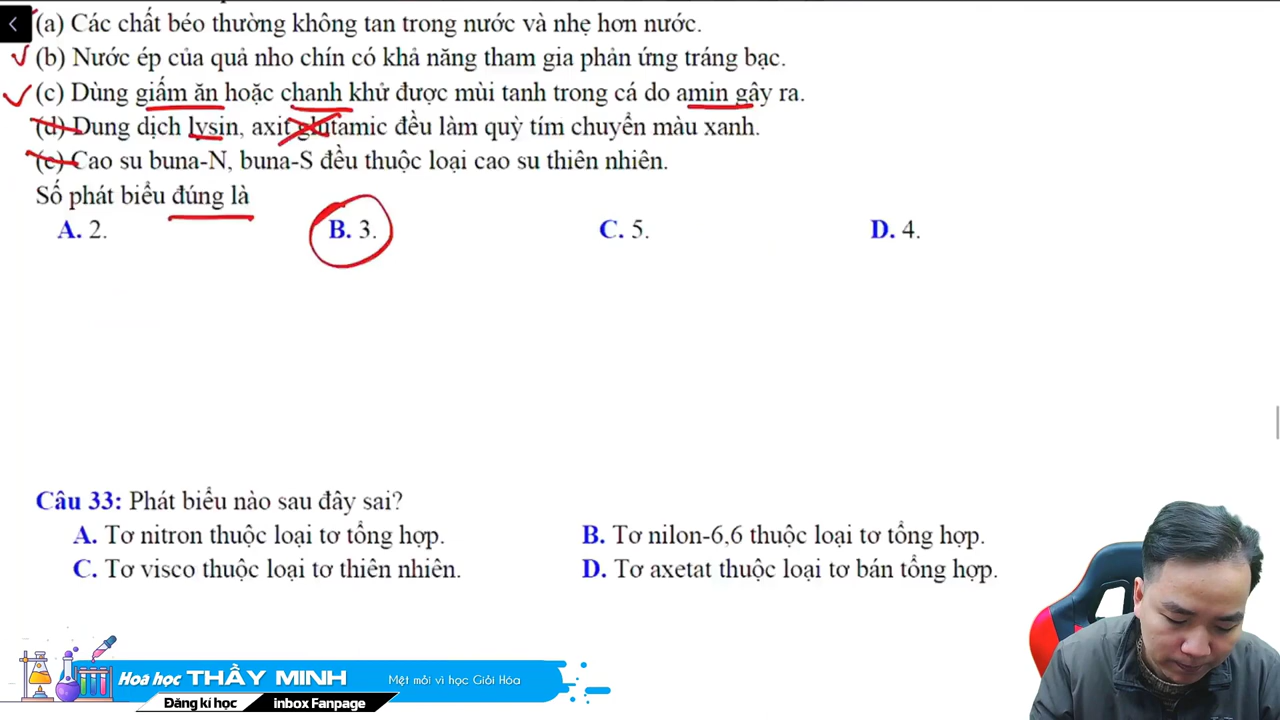 (a) Các chất béo thường không tan trong nước và nhẹ hơn nước.
(b) Nước ép của quả nho chín có khả năng tham gia phản ứng tráng bạc.
(c) Dùng giấm ăn hoặc chanh khử được mùi tanh trong cá do amin gây ra.
(d) Dung dịch lysin, axit glutamic đều làm quỳ tím chuyển màu xanh.
(e) Cao su buna-N, buna-S đều thuộc loại cao su thiên nhiên.
Số phát biểu đúng là
A. 2. B. 3. C. 5. D. 4.
Câu 33: Phát biểu nào sau đây sai?
A. Tơ nitron thuộc loại tơ tổng hợp. B. Tơ nilon-6,6 thuộc loại tơ tổng hợp.
C. Tơ visco thuộc loại tơ thiên nhiên. D. Tơ axetat thuộc loại tơ bán tổng hợp.
Hoá học THẦY MINH Mệt mỏi vì học Giỏi Hóa
Đăng kí học inbox Fanpage